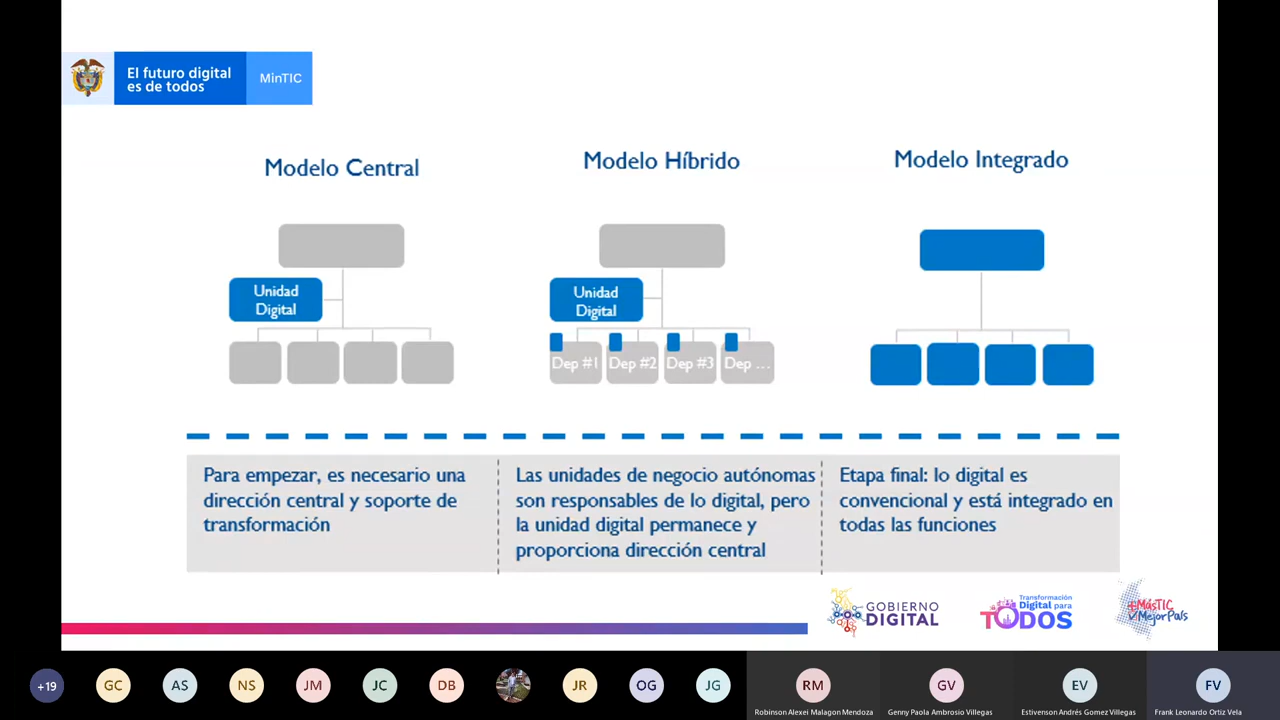 El futuro digital
es de todos
MinTIC
Modelo Central
Modelo Híbrido
Modelo Integrado
Unidad
Digital
Unidad
Digital
Dep #1
Dep #2
Dep #3
Dep ...
Para empezar, es necesario una
dirección central y soporte de
transformación
Las unidades de negocio autónomas
son responsables de lo digital, pero
la unidad digital permanece y
proporciona dirección central
Etapa final: lo digital es
convencional y está integrado en
todas las funciones
GOBIERNO
DIGITAL
Transformación
Digital para
TODOS
+MásTIC
MejorPaís
+19
GC
AS
NS
JM
JC
DB
JR
OG
JG
RM
GV
EV
FV
Robinson Alexei Malagon Mendoza
Genny Paola Ambrosio Villegas
Estivenson Andrés Gomez Villegas
Frank Leonardo Ortiz Vela